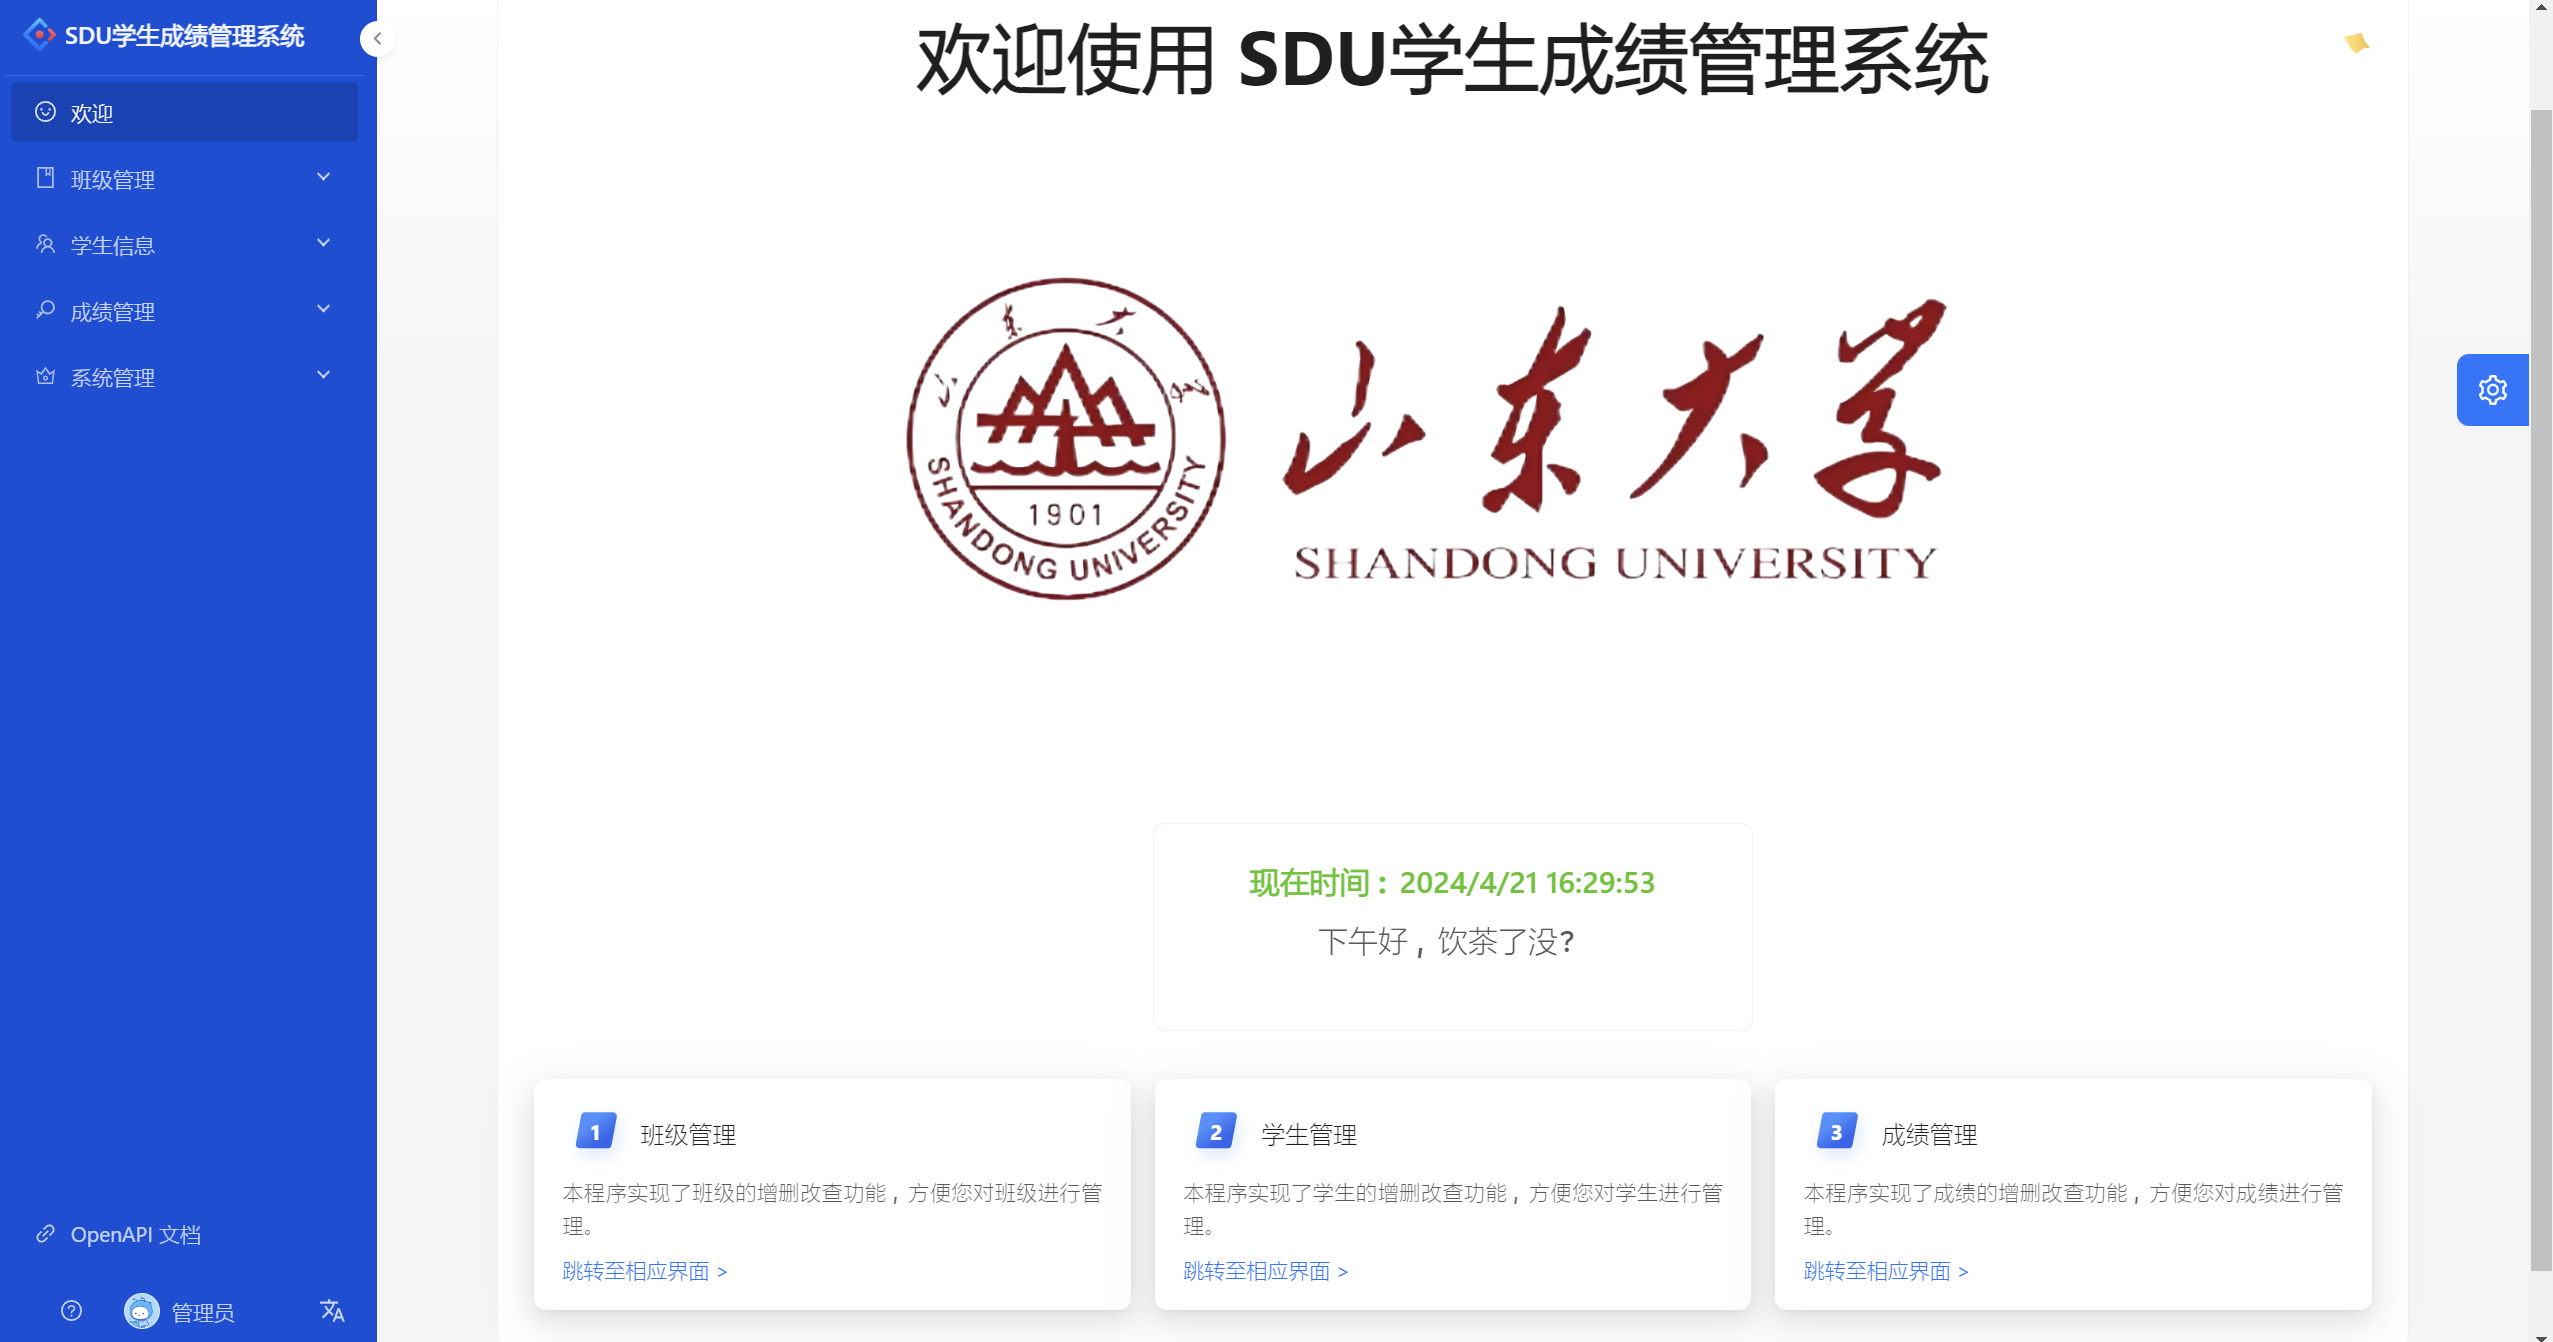 SDU学生成绩管理系统
欢迎
班级管理
学生信息
成绩管理
系统管理
OpenAPI 文档
管理员
欢迎使用 SDU学生成绩管理系统
山东大学
SHANDONG UNIVERSITY
1901
山东大学
SHANDONG UNIVERSITY
现在时间：2024/4/21 16:29:53
下午好，饮茶了没?
1 班级管理
本程序实现了班级的增删改查功能，方便您对班级进行管
理。
跳转至相应界面 >
2 学生管理
本程序实现了学生的增删改查功能，方便您对学生进行管
理。
跳转至相应界面 >
3 成绩管理
本程序实现了成绩的增删改查功能，方便您对成绩进行管
理。
跳转至相应界面 >